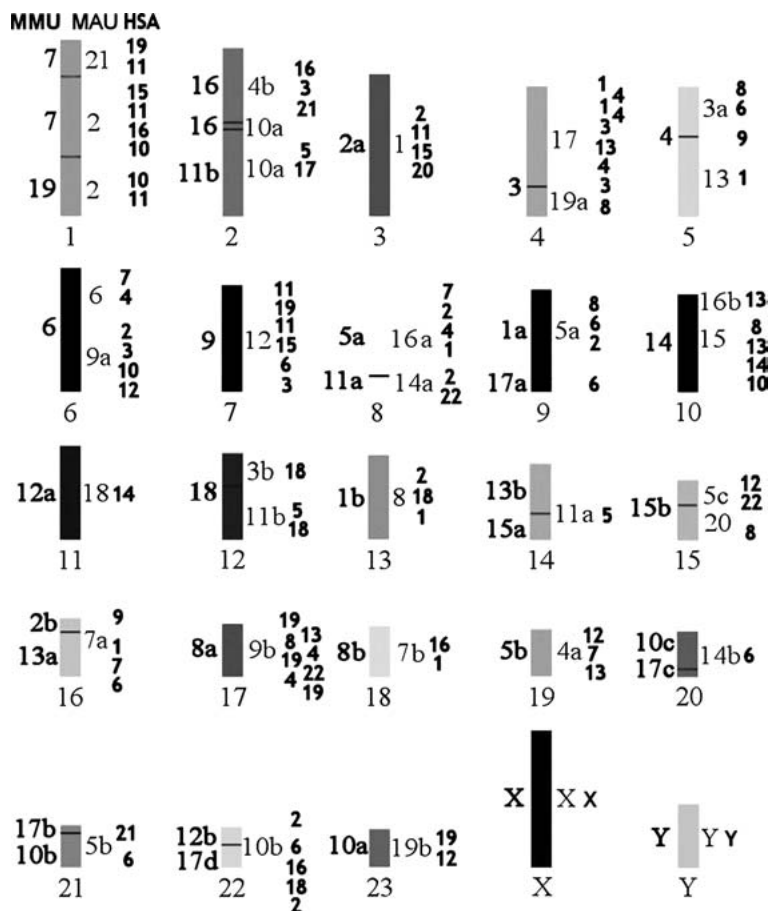 MMU MAU HSA
7 21 19
11
15
7 2 11
16
10
19 2 10
11
1
16 4b 16
3
21
16 10a
5
11b 10a 17
2
2a 1 2
11
15
20
3
1
1 4
4
3
17 13
4
3 3
19a 8
4
8
3a 6
4 9
13 1
5
7
6 4
6
2
9a 3
10
12
6
11
19
9 12 11
15
6
3
7
7
2
5a 16a 4
1
11a 14a 2
22
8
8
1a 5a 6
2
17a 6
9
16b 13
8
14 15 13
14
10
10
12a 18 14
11
3b 18
18
11b 5
18
12
2
1b 8 18
1
13
13b
11a 5
15a
14
12
5c 22
15b
20
8
15
2b 9
7a 1
13a 7
6
16
19
8 13
8a 9b 4
19 22
4 19
17
8b 7b 16
1
18
12
5b 4a 7
13
19
10c
14b 6
17c
20
17b 21
5b
10b 6
21
2
12b 6
10b
17d 16
18
2
22
10a 19b 19
12
23
X X X
X
Y Y Y
Y